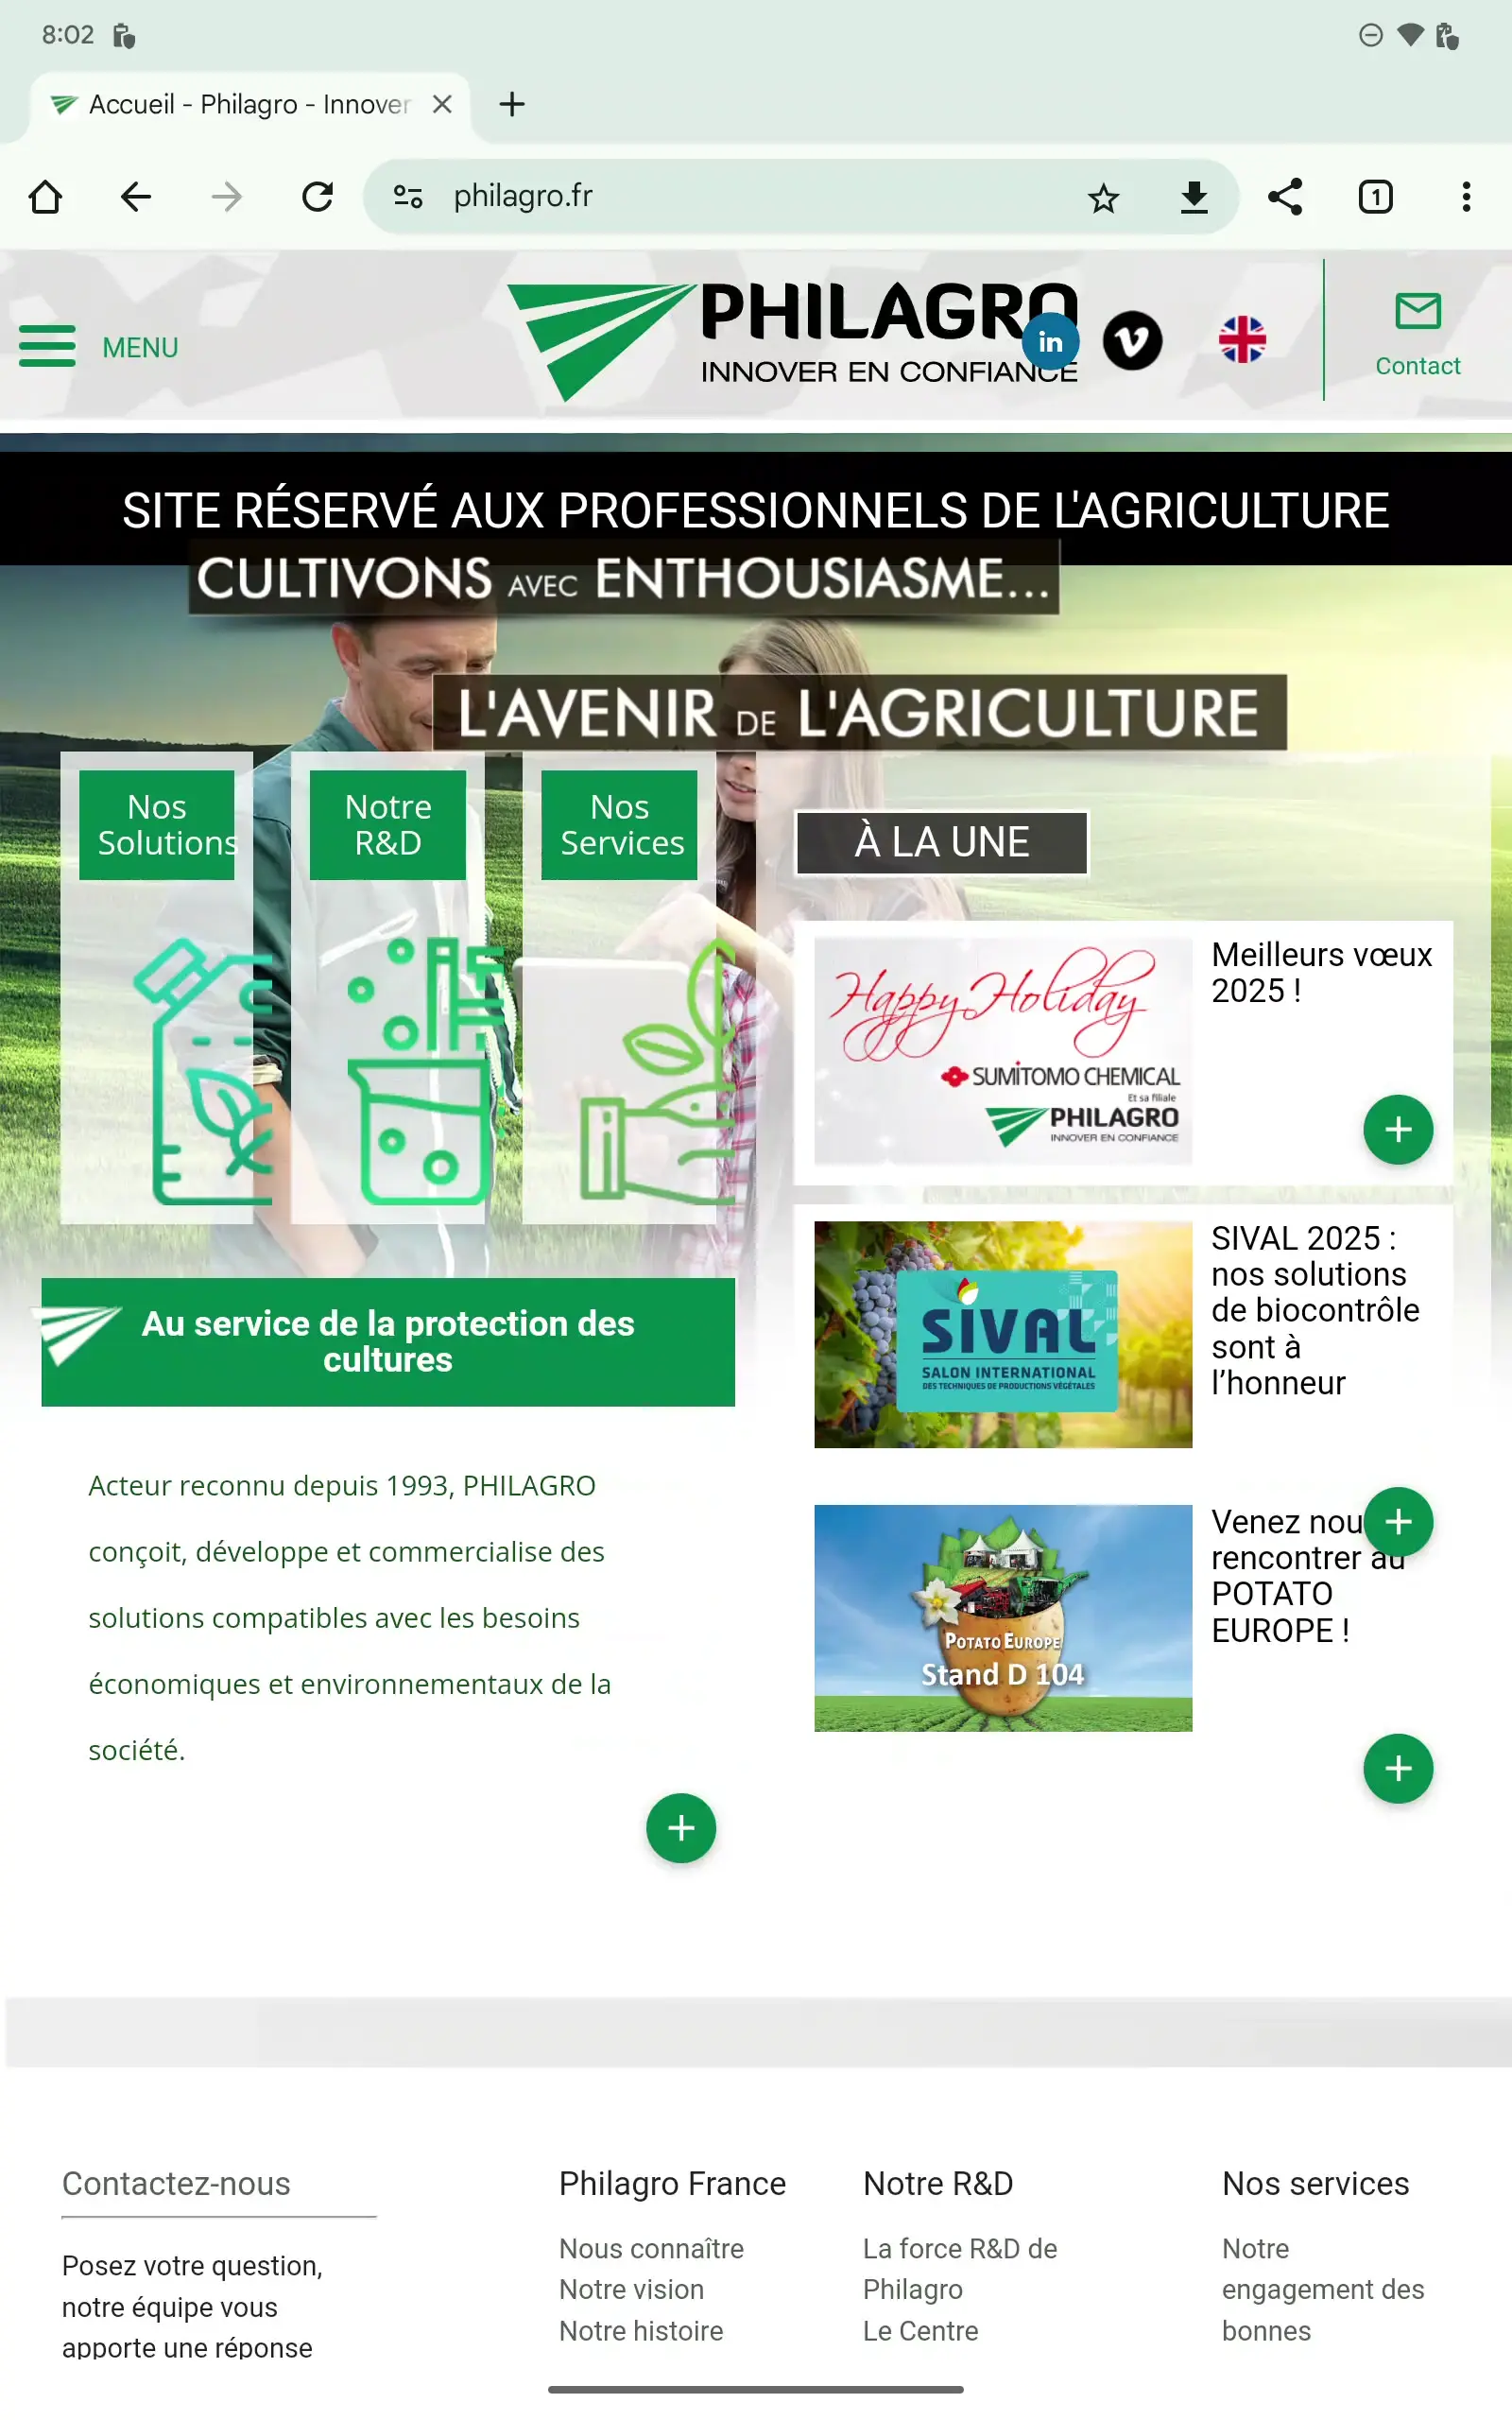 8:02
Accueil - Philagro - Innover
philagro.fr
1
MENU
PHILAGRO
INNOVER EN CONFIANCE
in
Contact
SITE RÉSERVÉ AUX PROFESSIONNELS DE L'AGRICULTURE
CULTIVONS AVEC ENTHOUSIASME...
L'AVENIR DE L'AGRICULTURE
Nos
Solutions
Notre
R&D
Nos
Services
À LA UNE
Happy Holiday
SUMITOMO CHEMICAL
Et sa filiale
PHILAGRO
INNOVER EN CONFIANCE
Meilleurs vœux
2025 !
SIVAL
SALON INTERNATIONAL
DES TECHNIQUES DE PRODUCTIONS VÉGÉTALES
SIVAL 2025 :
nos solutions
de biocontrôle
sont à
l’honneur
POTATO EUROPE
Stand D 104
Venez nou
rencontrer au
POTATO
EUROPE !
Au service de la protection des
cultures
Acteur reconnu depuis 1993, PHILAGRO
conçoit, développe et commercialise des
solutions compatibles avec les besoins
économiques et environnementaux de la
société.
Contactez-nous
Posez votre question,
notre équipe vous
apporte une réponse
Philagro France
Nous connaître
Notre vision
Notre histoire
Notre R&D
La force R&D de
Philagro
Le Centre
Nos services
Notre
engagement des
bonnes